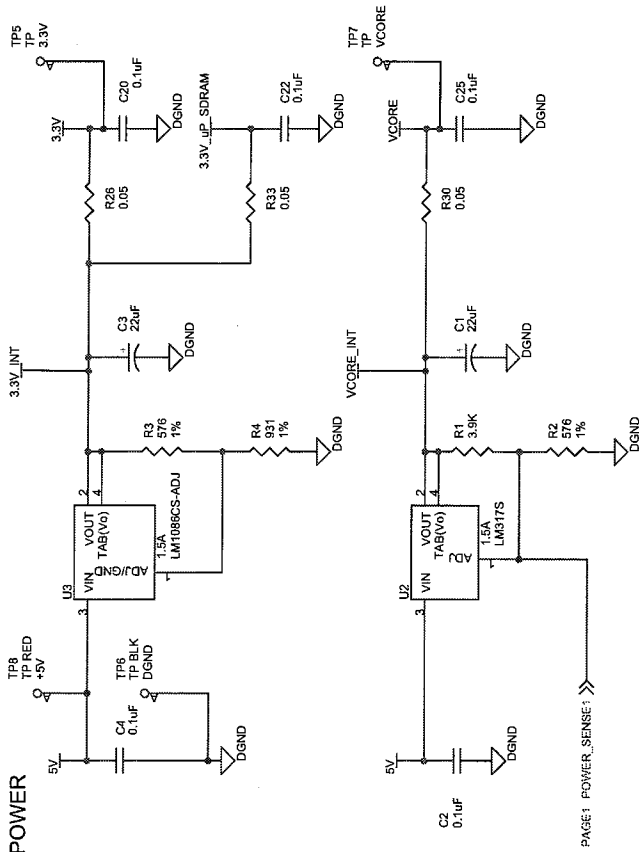 POWER
5V
C4
0.1uF
DGND
TP8
TP RED
+5V
TP6
TP BLK
DGND
U3
3
VIN
VOUT
TAB(Vo)
ADJ/GND
2
4
1
1.5A
LM1086CS-ADJ
R3
576
1%
R4
931
1%
DGND
3.3V_INT
C3
22uF
+
DGND
R26
0.05
3.3V
C20
0.1uF
DGND
TP5
TP
3.3V
R33
0.05
3.3V_uP_SDRAM
C22
0.1uF
DGND
5V
C2
0.1uF
DGND
U2
3
VIN
VOUT
TAB(Vo)
ADJ
2
4
1
1.5A
LM317S
R1
3.9K
R2
576
1%
DGND
PAGE1 POWER_SENSE1
VCORE_INT
C1
22uF
+
DGND
R30
0.05
VCORE
C25
0.1uF
DGND
TP7
TP
VCORE